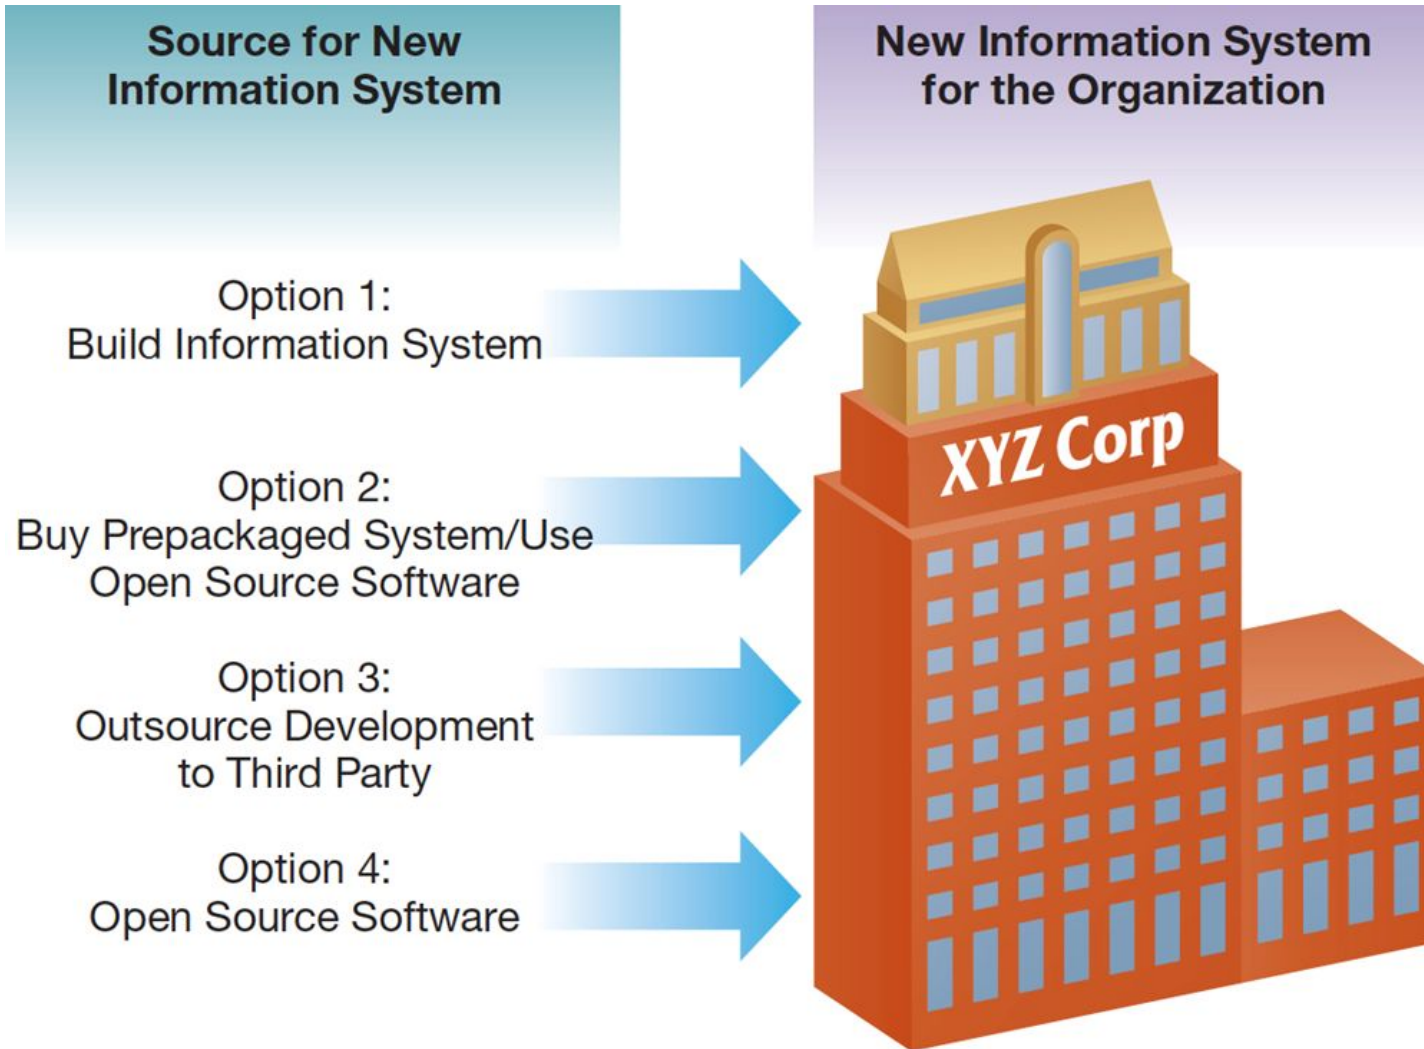 Source for New
Information System
New Information System
for the Organization
Option 1:
Build Information System
Option 2:
Buy Prepackaged System/Use
Open Source Software
Option 3:
Outsource Development
to Third Party
Option 4:
Open Source Software
XYZ Corp